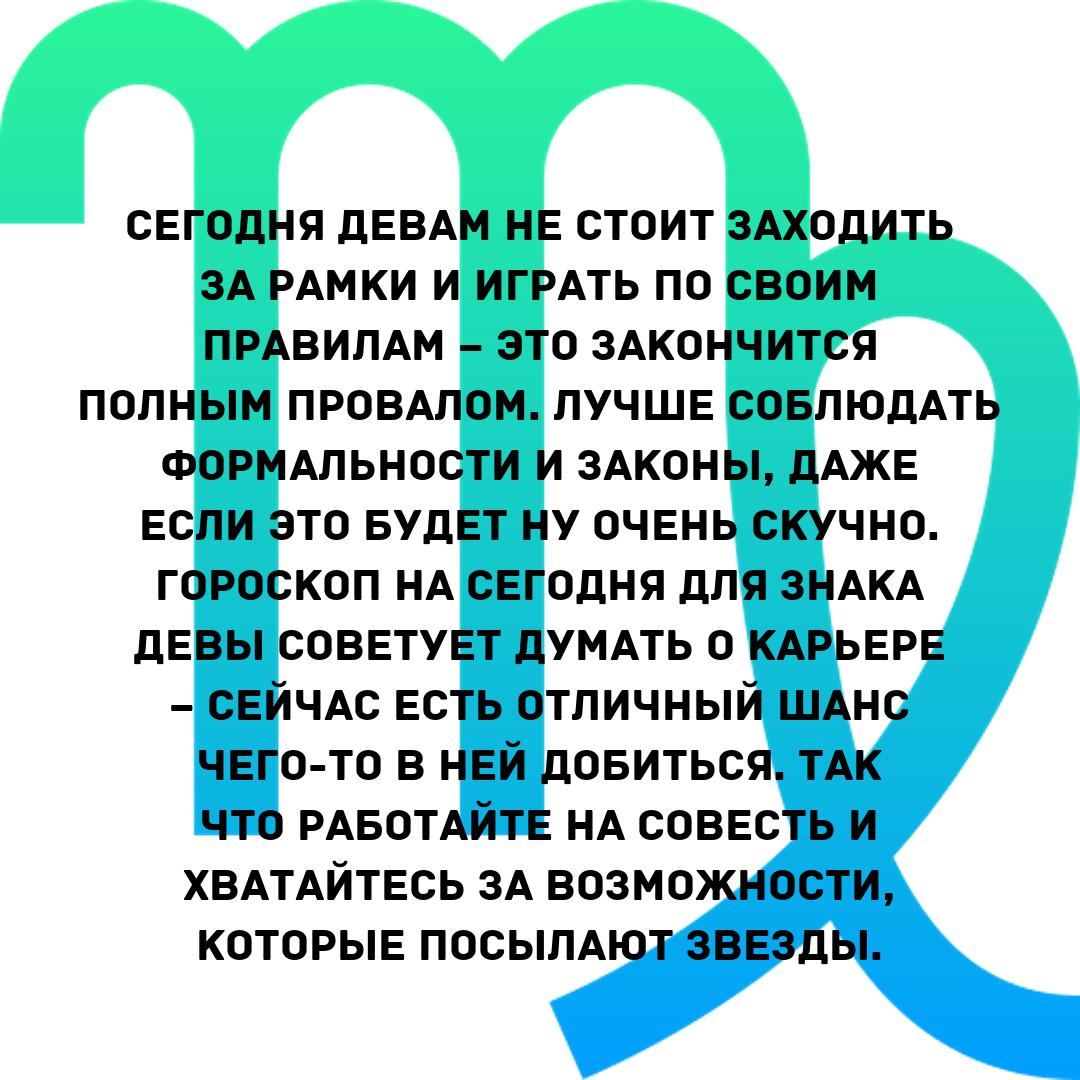 СЕГОДНЯ ДЕВАМ НЕ СТОИТ ЗАХОДИТЬ
ЗА РАМКИ И ИГРАТЬ ПО СВОИМ
ПРАВИЛАМ – ЭТО ЗАКОНЧИТСЯ
ПОЛНЫМ ПРОВАЛОМ. ЛУЧШЕ СОБЛЮДАТЬ
ФОРМАЛЬНОСТИ И ЗАКОНЫ, ДАЖЕ
ЕСЛИ ЭТО БУДЕТ НУ ОЧЕНЬ СКУЧНО.
ГОРОСКОП НА СЕГОДНЯ ДЛЯ ЗНАКА
ДЕВЫ СОВЕТУЕТ ДУМАТЬ О КАРЬЕРЕ
– СЕЙЧАС ЕСТЬ ОТЛИЧНЫЙ ШАНС
ЧЕГО-ТО В НЕЙ ДОБИТЬСЯ. ТАК
ЧТО РАБОТАЙТЕ НА СОВЕСТЬ И
ХВАТАЙТЕСЬ ЗА ВОЗМОЖНОСТИ,
КОТОРЫЕ ПОСЫЛАЮТ ЗВЕЗДЫ.